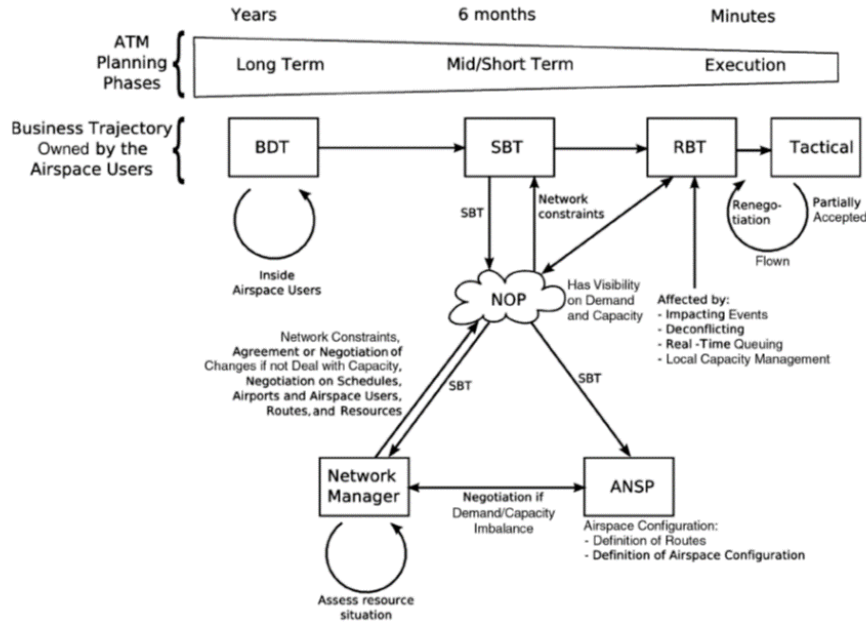 Years
6 months
Minutes
ATM
Planning
Phases
Long Term
Mid/Short Term
Execution
Business Trajectory
Owned by the
Airspace Users
BDT
SBT
RBT
Tactical
SBT
Network
constraints
Renego-
tiation
Partially
Accepted
Flown
Inside
Airspace Users
NOP
Has Visibility
on Demand
and Capacity
Affected by:
- Impacting Events
- Deconflicting
- Real -Time Queuing
- Local Capacity Management
Network Constraints,
Agreement or Negotiation of
Changes if not Deal with Capacity,
Negotiation on Schedules,
Airports and Airspace Users,
Routes, and Resources
SBT
SBT
Network
Manager
Negotiation if
Demand/Capacity
Imbalance
ANSP
Airspace Configuration:
- Definition of Routes
- Definition of Airspace Configuration
Assess resource
situation